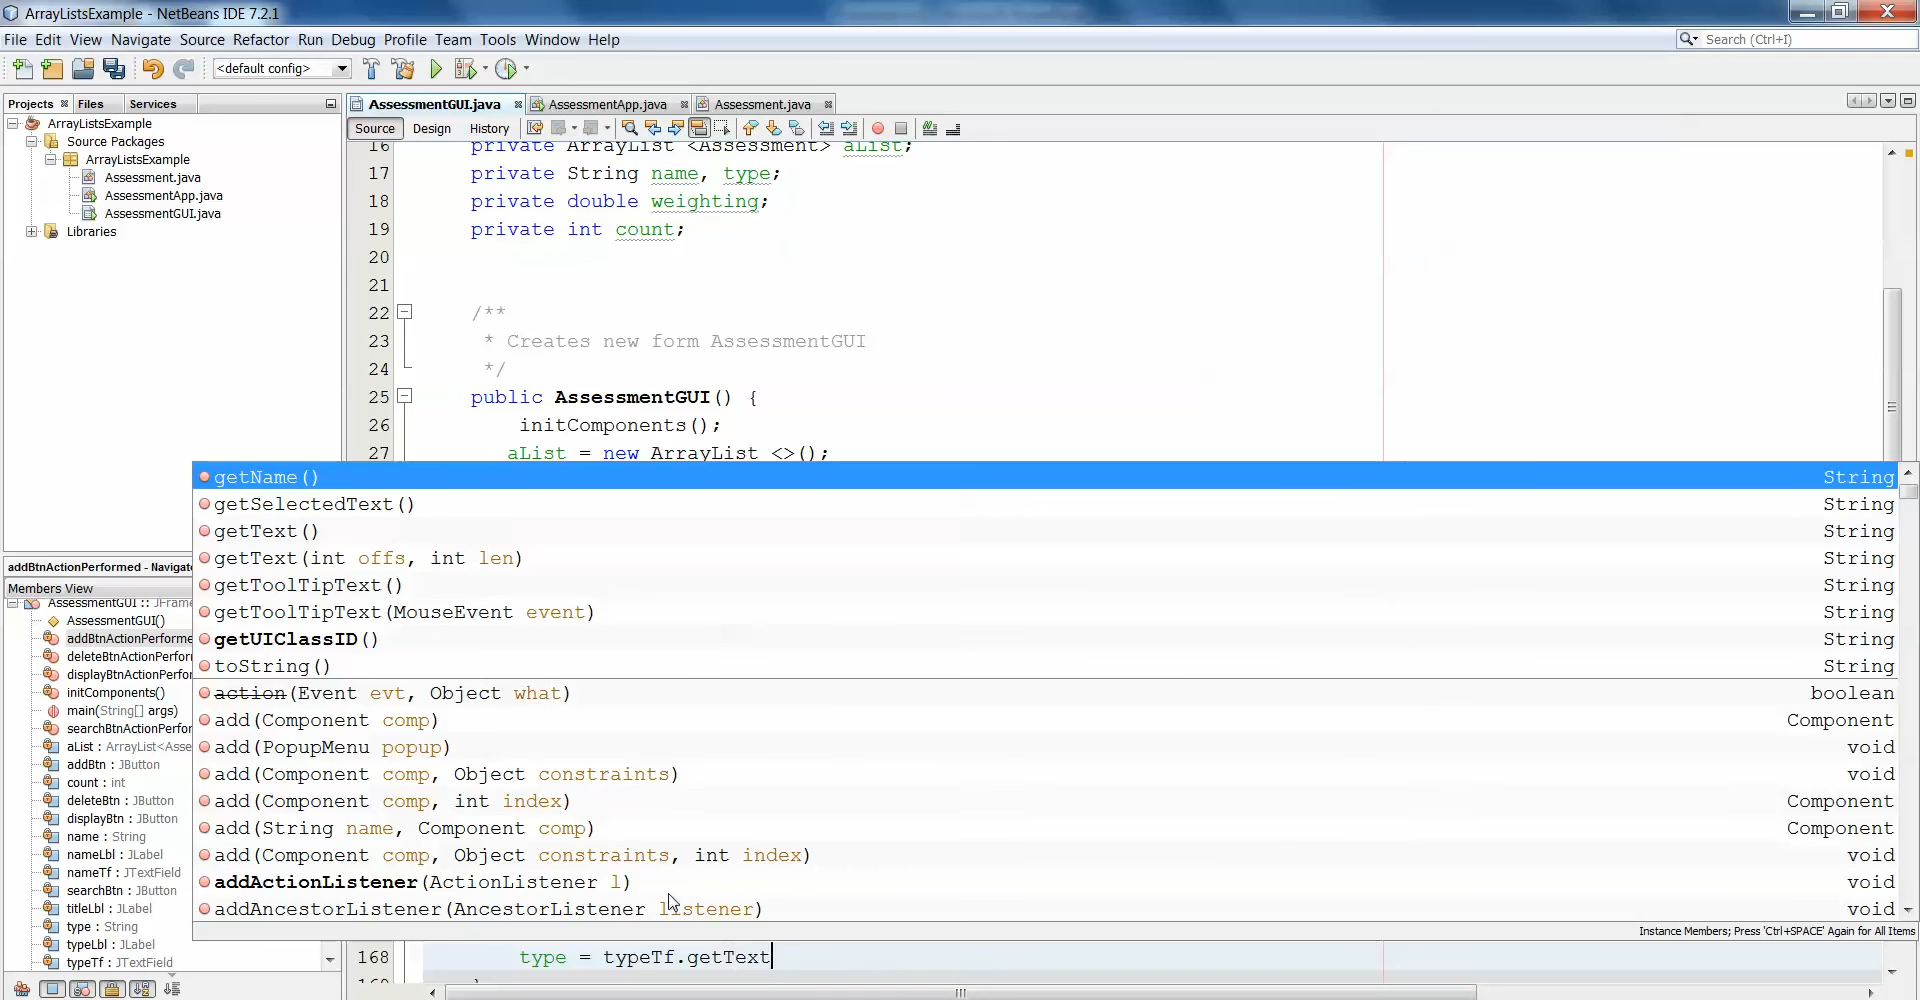 ArrayListsExample - NetBeans IDE 7.2.1
File Edit View Navigate Source Refactor Run Debug Profile Team Tools Window Help
Search (Ctrl+I)
<default config>
Projects Files Services
AssessmentGUI.java AssessmentApp.java Assessment.java
Source Design History
ArrayListsExample
Source Packages
ArrayListsExample
Assessment.java
AssessmentApp.java
AssessmentGUI.java
Libraries
16 private ArrayList <Assessment> aList;
17 private String name, type;
18 private double weighting;
19 private int count;
20
21
22 /**
23 * Creates new form AssessmentGUI
24 */
25 public AssessmentGUI() {
26 initComponents();
27 aList = new ArrayList <>();
getName() String
getSelectedText() String
getText() String
getText(int offs, int len) String
getToolTipText() String
getToolTipText(MouseEvent event) String
getUIClassID() String
toString() String
action(Event evt, Object what) boolean
add(Component comp) Component
add(PopupMenu popup) void
add(Component comp, Object constraints) void
add(Component comp, int index) Component
add(String name, Component comp) Component
add(Component comp, Object constraints, int index) void
addActionListener(ActionListener l) void
addAncestorListener(AncestorListener listener) void
Instance Members; Press 'Ctrl+SPACE' Again for All Items
addBtnActionPerformed - Navigato
Members View
AssessmentGUI :: JFrame
AssessmentGUI()
addBtnActionPerforme
deleteBtnActionPerfor
displayBtnActionPerfor
initComponents()
main(String[] args)
searchBtnActionPerfor
aList : ArrayList<Asse
addBtn : JButton
count : int
deleteBtn : JButton
displayBtn : JButton
name : String
nameLbl : JLabel
nameTf : JTextField
searchBtn : JButton
titleLbl : JLabel
type : String
typeLbl : JLabel
typeTf : JTextField
168 type = typeTf.getText
169 }